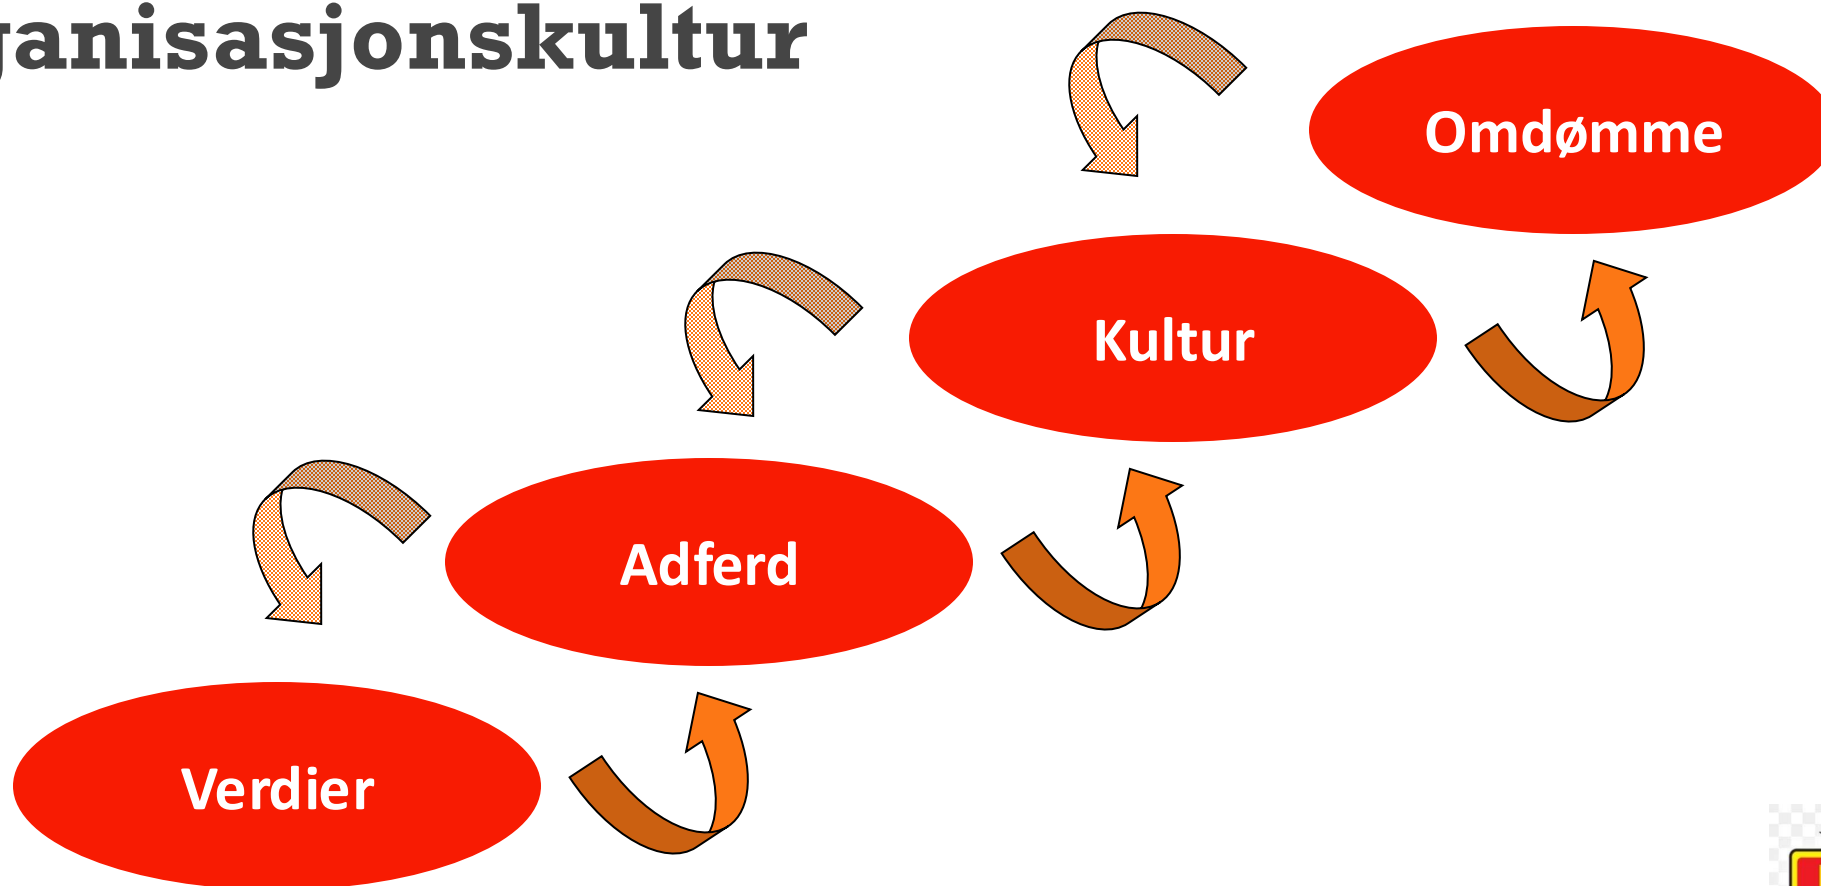 ganisasjonskultur
Omdømme
Kultur
Adferd
Verdier